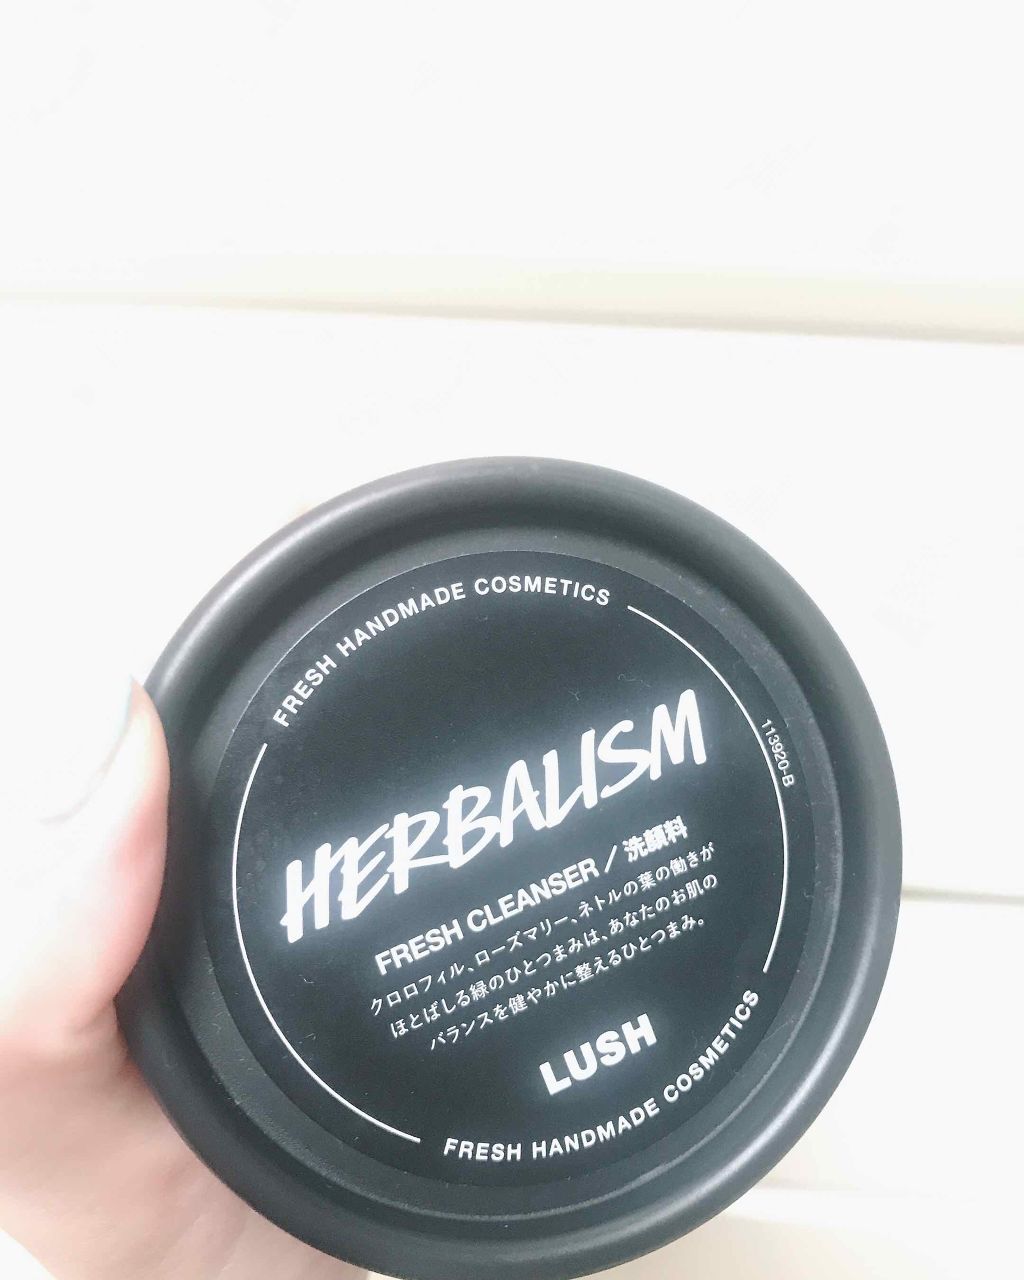 FRESH HANDMADE COSMETICS
113920-B
HERBALISM
FRESH CLEANSER / 洗顔料
クロロフィル、ローズマリー、ネトルの葉の働きが
ほとばしる緑のひとつまみは、あなたのお肌の
バランスを健やかに整えるひとつまみ。
LUSH
FRESH HANDMADE COSMETICS